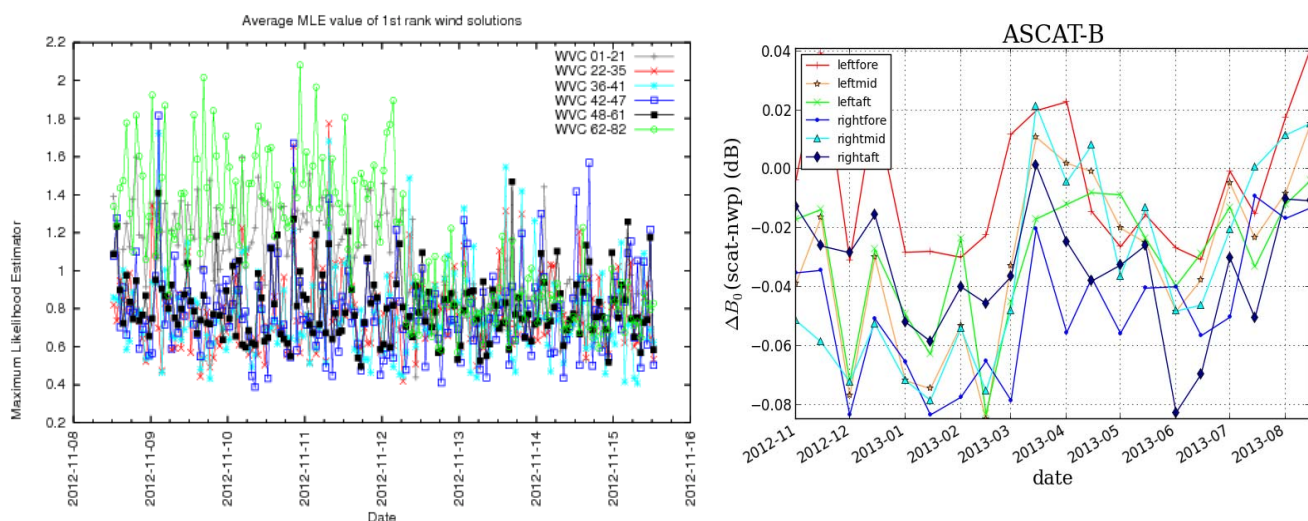 Average MLE value of 1st rank wind solutions
Maximum Likelihood Estimator
2.2
2
1.8
1.6
1.4
1.2
1
0.8
0.6
0.4
0.2
WVC 01-21
WVC 22-35
WVC 36-41
WVC 42-47
WVC 48-61
WVC 62-82
2012-11-08
2012-11-09
2012-11-10
2012-11-11
2012-11-12
2012-11-13
2012-11-14
2012-11-15
2012-11-16
Date
ASCAT-B
ΔB₀(scat-nwp) (dB)
0.04
0.02
0.00
−0.02
−0.04
−0.06
−0.08
leftfore
leftmid
leftaft
rightfore
rightmid
rightaft
2012-11
2012-12
2013-01
2013-02
2013-03
2013-04
2013-05
2013-06
2013-07
2013-08
date